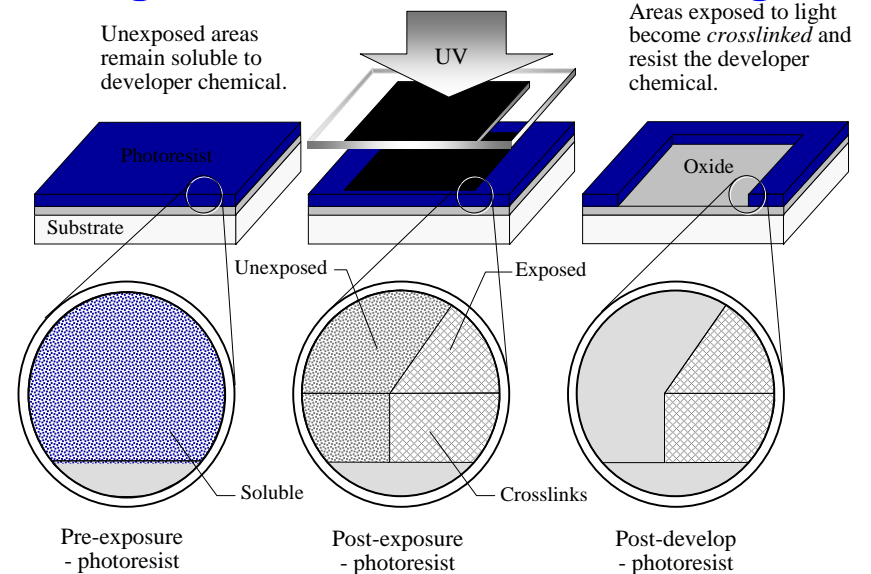 Unexposed areas
remain soluble to
developer chemical.
UV
Areas exposed to light
become crosslinked and
resist the developer
chemical.
Photoresist
Oxide
Substrate
Unexposed
Exposed
Soluble
Crosslinks
Pre-exposure
- photoresist
Post-exposure
- photoresist
Post-develop
- photoresist